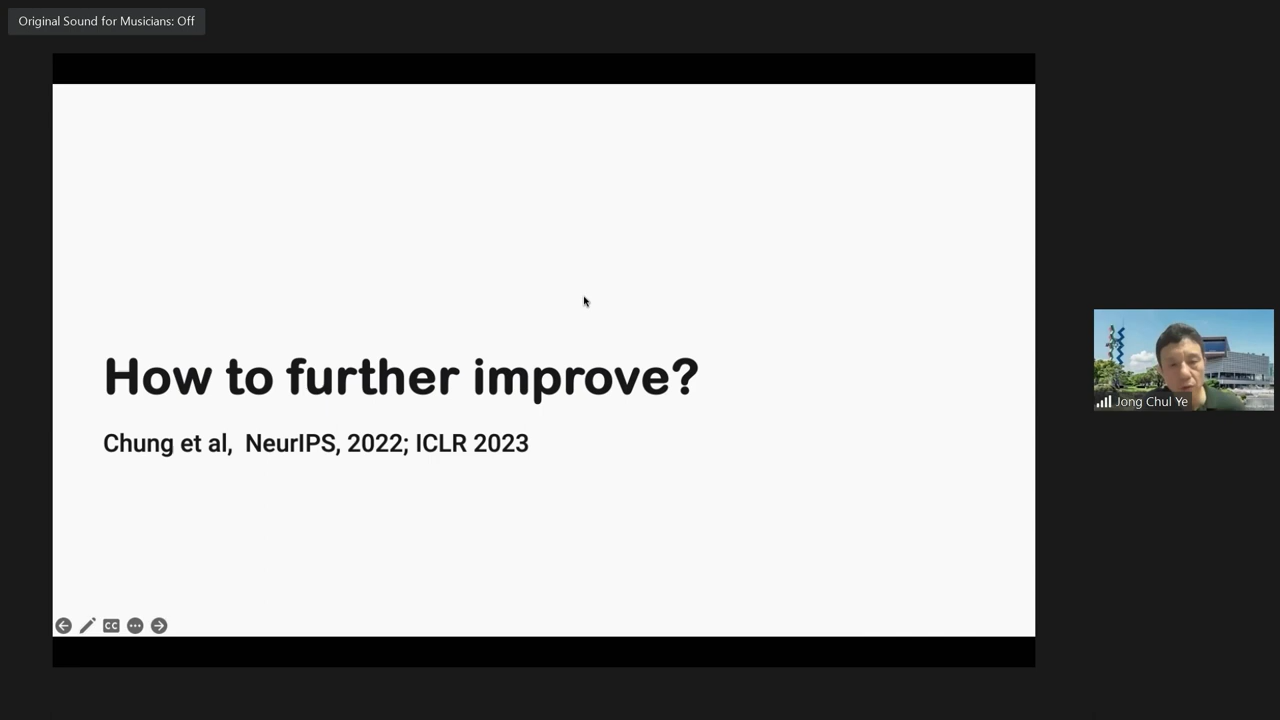 Original Sound for Musicians: Off
How to further improve?
Chung et al, NeurIPS, 2022; ICLR 2023
CC
Jong Chul Ye